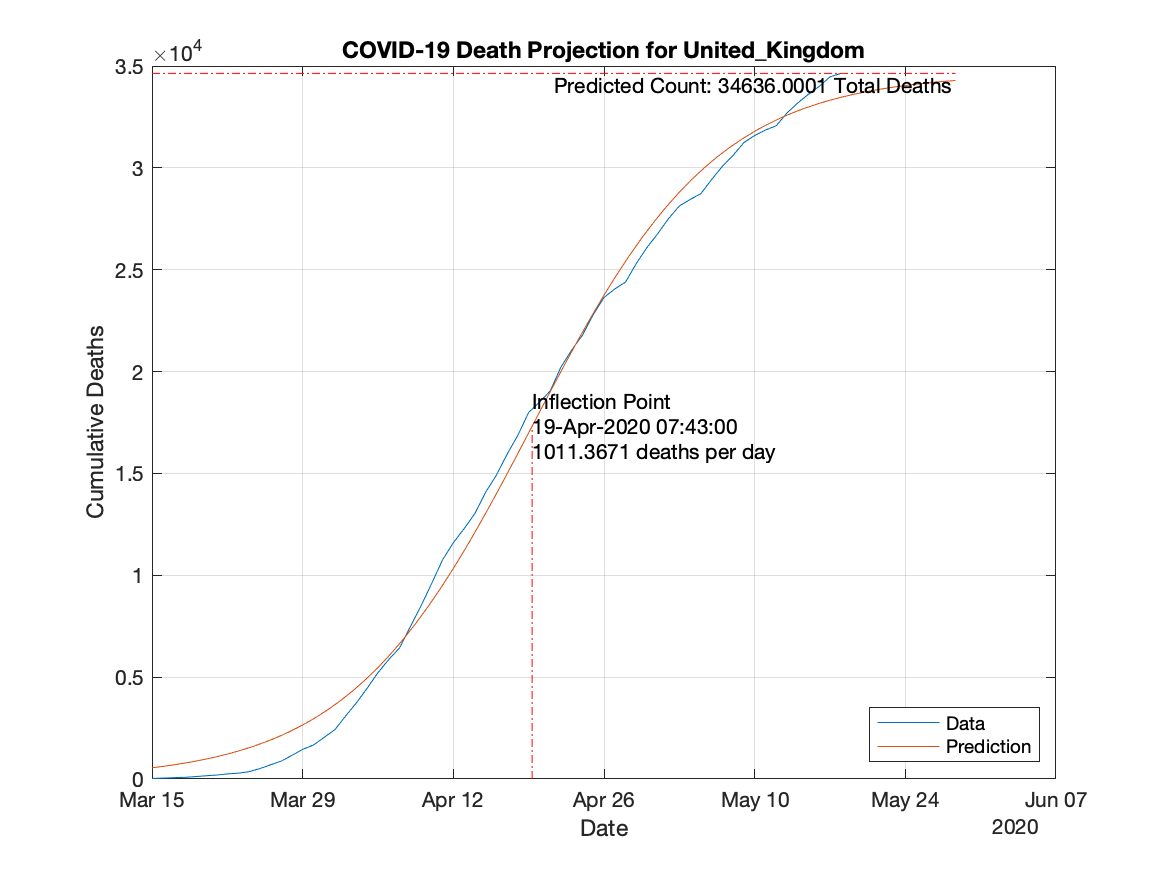 COVID-19 Death Projection for United_Kingdom
×10⁴
3.5
3
2.5
2
1.5
1
0.5
0
Cumulative Deaths
Predicted Count: 34636.0001 Total Deaths
Inflection Point
19-Apr-2020 07:43:00
1011.3671 deaths per day
Data
Prediction
Mar 15 Mar 29 Apr 12 Apr 26 May 10 May 24 Jun 07
Date
2020